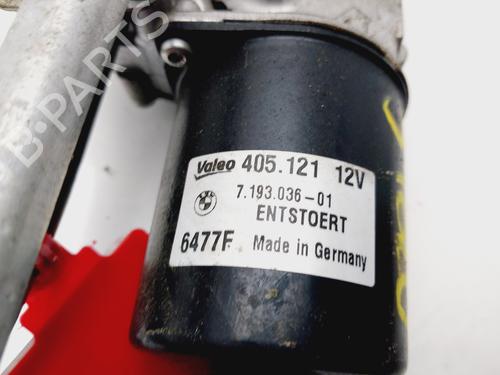 Valeo 405.121 12V
7.193.036-01
ENTSTOERT
6477F Made in Germany
B-PARTS